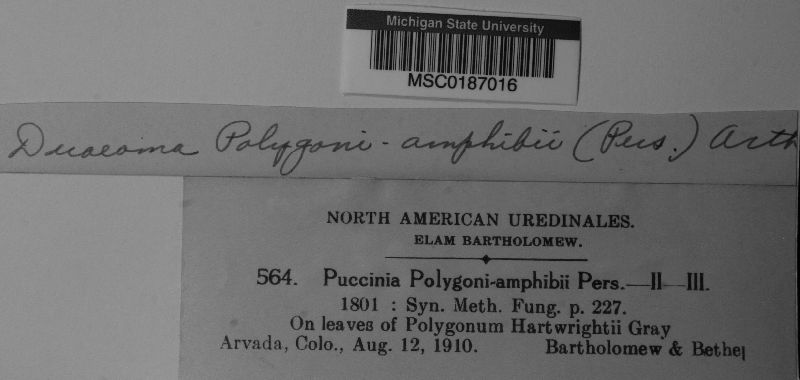 Michigan State University
MSC0187016
Dicaeoma Polygoni-amphibii (Pers.) Arth
NORTH AMERICAN UREDINALES.
ELAM BARTHOLOMEW.
564. Puccinia Polygoni-amphibii Pers.—II—III.
1801 : Syn. Meth. Fung. p. 227.
On leaves of Polygonum Hartwrightii Gray
Arvada, Colo., Aug. 12, 1910. Bartholomew & Bethel